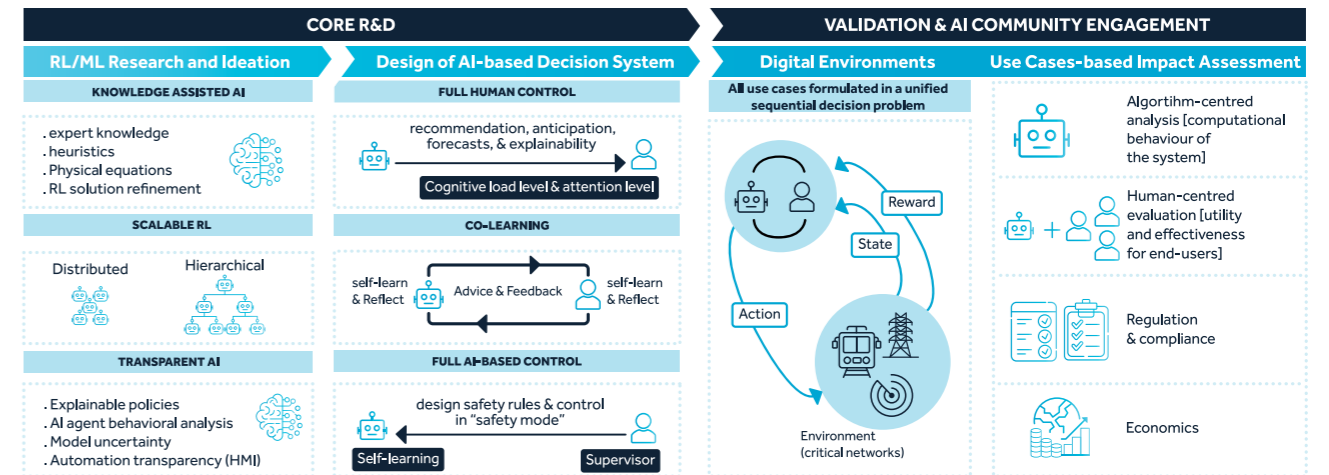 CORE R&D
VALIDATION & AI COMMUNITY ENGAGEMENT
RL/ML Research and Ideation
Design of AI-based Decision System
Digital Environments
Use Cases-based Impact Assessment
KNOWLEDGE ASSISTED AI
. expert knowledge
. heuristics
. Physical equations
. RL solution refinement
SCALABLE RL
Distributed
Hierarchical
TRANSPARENT AI
. Explainable policies
. AI agent behavioral analysis
. Model uncertainty
. Automation transparency (HMI)
FULL HUMAN CONTROL
recommendation, anticipation,
forecasts, & explainability
Cognitive load level & attention level
CO-LEARNING
self-learn
& Reflect
Advice & Feedback
self-learn
& Reflect
FULL AI-BASED CONTROL
design safety rules & control
in “safety mode”
Self-learning
Supervisor
All use cases formulated in a unified
sequential decision problem
Reward
State
Action
Environment
(critical networks)
Algortihm-centred
analysis [computational
behaviour of
the system]
Human-centred
evaluation [utility
and effectiveness
for end-users]
Regulation
& compliance
Economics